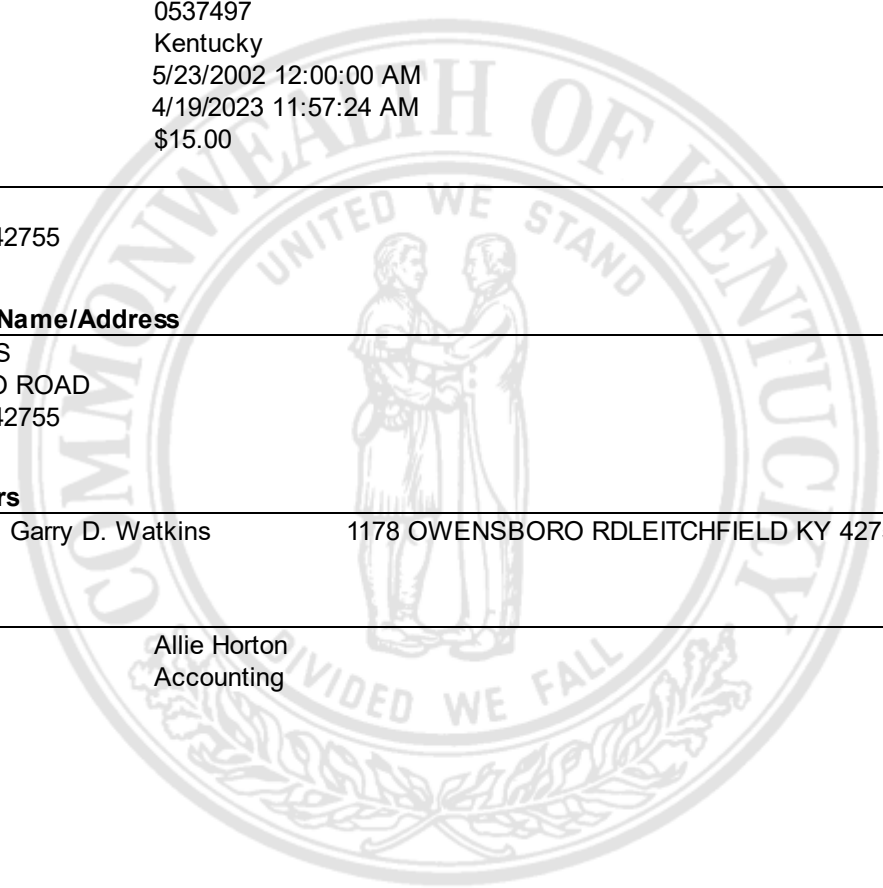 0537497
Kentucky
5/23/2002 12:00:00 AM
4/19/2023 11:57:24 AM
$15.00
42755
Name/Address
S
ROAD
42755
rs
Garry D. Watkins 1178 OWENSBORO RDLEITCHFIELD KY 427
Allie Horton
Accounting
COMMONWEALTH OF KENTUCKY
UNITED WE STAND
DIVIDED WE FALL